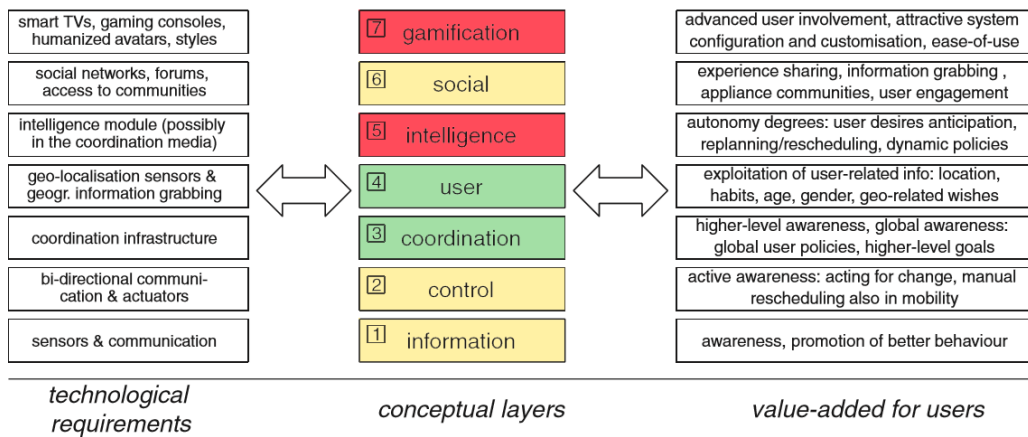 smart TVs, gaming consoles,
humanized avatars, styles
7 gamification
advanced user involvement, attractive system
configuration and customisation, ease-of-use
social networks, forums,
access to communities
6 social
experience sharing, information grabbing ,
appliance communities, user engagement
intelligence module (possibly
in the coordination media)
5 intelligence
autonomy degrees: user desires anticipation,
replanning/rescheduling, dynamic policies
geo-localisation sensors &
geogr. information grabbing
4 user
exploitation of user-related info: location,
habits, age, gender, geo-related wishes
coordination infrastructure
3 coordination
higher-level awareness, global awareness:
global user policies, higher-level goals
bi-directional communi-
cation & actuators
2 control
active awareness: acting for change, manual
rescheduling also in mobility
sensors & communication
1 information
awareness, promotion of better behaviour
technological
requirements
conceptual layers
value-added for users